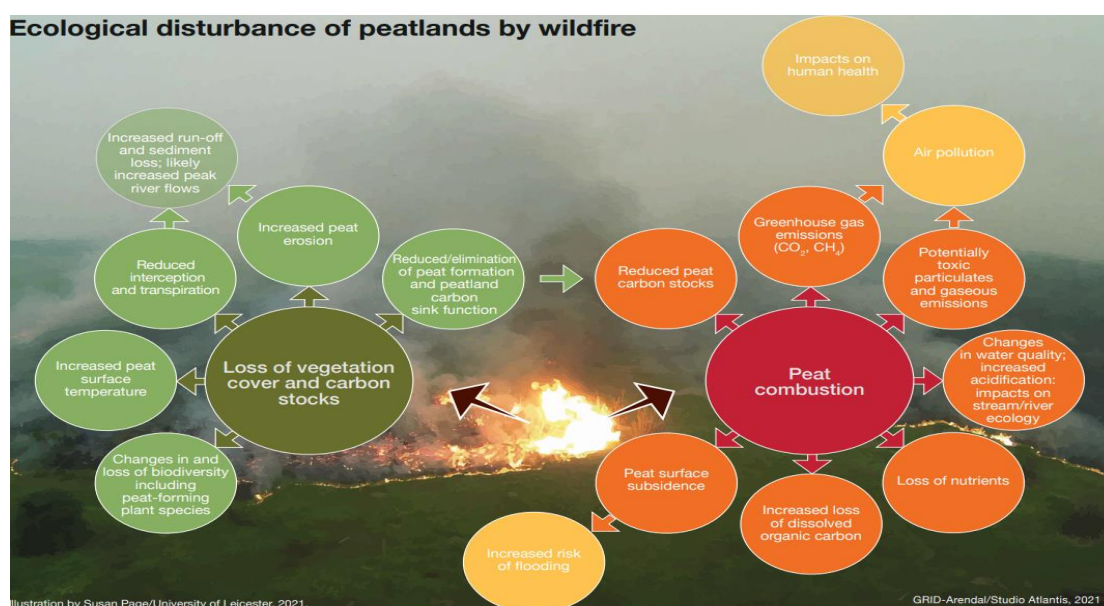 Ecological disturbance of peatlands by wildfire
Impacts on
human health
Increased run-off
and sediment
loss; likely
increased peak
river flows
Air pollution
Increased peat
erosion
Greenhouse gas
emissions
(CO₂, CH₄)
Reduced
interception
and transpiration
Reduced/elimination
of peat formation
and peatland
carbon
sink function
Reduced peat
carbon stocks
Potentially
toxic
particulates
and gaseous
emissions
Increased peat
surface
temperature
Loss of vegetation
cover and carbon
stocks
Peat
combustion
Changes
in water quality;
increased
acidification:
impacts on
stream/river
ecology
Changes in and
loss of biodiversity
including
peat-forming
plant species
Peat surface
subsidence
Loss of nutrients
Increased loss
of dissolved
organic carbon
Increased risk
of flooding
Illustration by Susan Page/University of Leicester, 2021
GRID-Arendal/Studio Atlantis, 2021